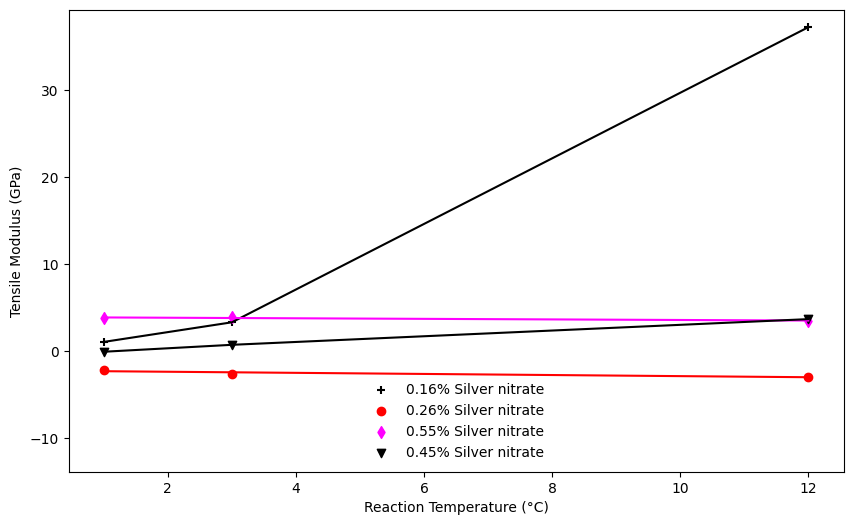 30
20
10
0
−10
Tensile Modulus (GPa)
0.16% Silver nitrate
0.26% Silver nitrate
0.55% Silver nitrate
0.45% Silver nitrate
2
4
6
8
10
12
Reaction Temperature (°C)